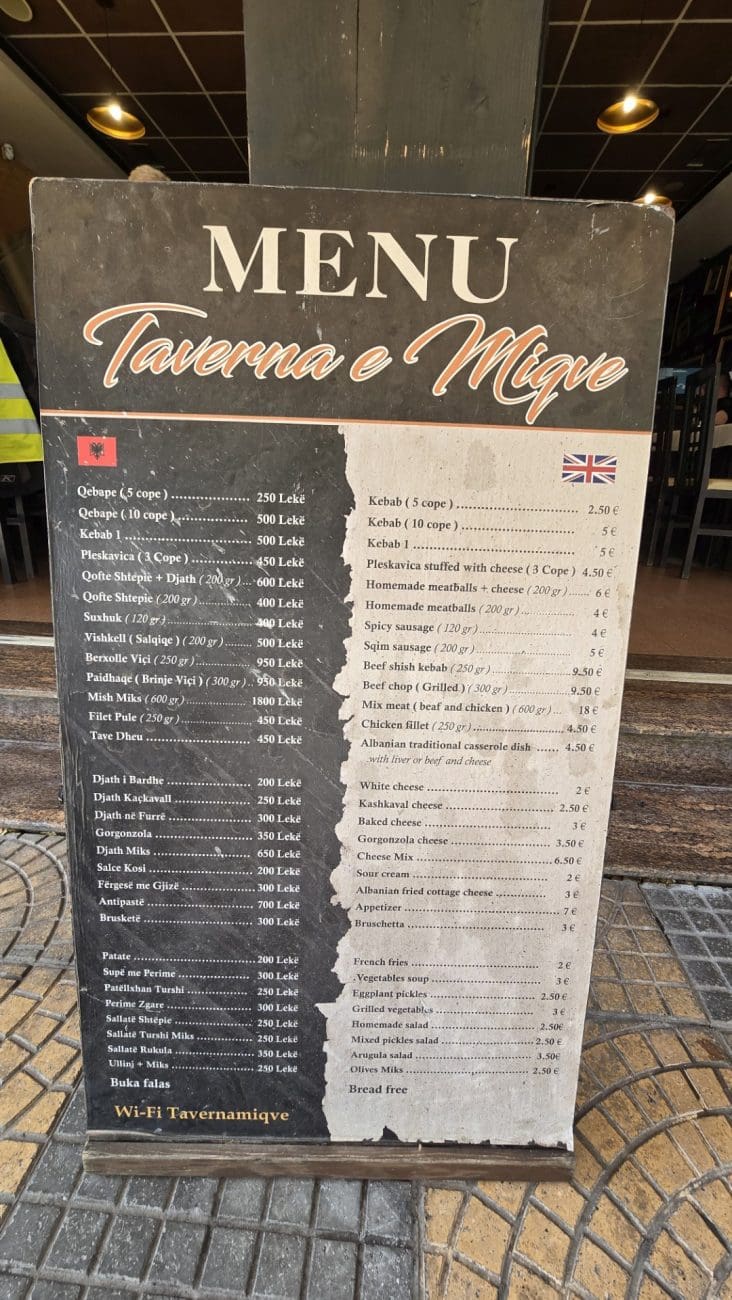 MENU
Taverna e Miqve
Qebape ( 5 cope ) .................. 250 Lekë
Qebape ( 10 cope ) .................. 500 Lekë
Kebab 1 .................. 500 Lekë
Pleskavica ( 3 Cope ) .................. 450 Lekë
Qofte Shtepie + Djath ( 200 gr ) ... 600 Lekë
Qofte Shtepie ( 200 gr ) .................. 400 Lekë
Suxhuk ( 120 gr ) .................. 400 Lekë
Vishkell ( Salqiqe ) ( 200 gr ) .................. 500 Lekë
Berxolle Viçi ( 250 gr ) .................. 950 Lekë
Paidhaqe ( Brinje Viçi ) ( 300 gr ) .. 950 Lekë
Mish Miks ( 600 gr ) .................. 1800 Lekë
Filet Pule ( 250 gr ) .................. 450 Lekë
Tave Dheu .................. 450 Lekë
Djath i Bardhe .................. 200 Lekë
Djath Kaçkavall .................. 250 Lekë
Djath në Furrë .................. 300 Lekë
Gorgonzola .................. 350 Lekë
Djath Miks .................. 650 Lekë
Salce Kosi .................. 200 Lekë
Fërgesë me Gjizë .................. 300 Lekë
Antipastë .................. 700 Lekë
Brusketë .................. 300 Lekë
Patate .................. 200 Lekë
Supë me Perime .................. 300 Lekë
Patëllxhan Turshi .................. 250 Lekë
Perime Zgare .................. 300 Lekë
Sallatë Shtëpie .................. 250 Lekë
Sallatë Turshi Miks .................. 250 Lekë
Sallatë Rukula .................. 350 Lekë
Ullinj + Miks .................. 250 Lekë
Buka falas
Wi-Fi Tavernamiqve
Kebab ( 5 cope ) .................. 2.50 €
Kebab ( 10 cope ) .................. 5 €
Kebab 1 .................. 5 €
Pleskavica stuffed with cheese ( 3 Cope ) 4.50 €
Homemade meatballs + cheese ( 200 gr ) ...... 6 €
Homemade meatballs ( 200 gr ) .................. 4 €
Spicy sausage ( 120 gr ) .................. 4 €
Sqim sausage ( 200 gr ) .................. 5 €
Beef shish kebab ( 250 gr ) .................. 9.50 €
Beef chop ( Grilled ) ( 300 gr ) .................. 9.50 €
Mix meat ( beaf and chicken ) ( 600 gr ) ... 18 €
Chicken fillet ( 250 gr ) .................. 4.50 €
Albanian traditional casserole dish ...... 4.50 €
with liver or beef and cheese
White cheese .................. 2 €
Kashkaval cheese .................. 2.50 €
Baked cheese .................. 3 €
Gorgonzola cheese .................. 3.50 €
Cheese Mix .................. 6.50 €
Sour cream .................. 2 €
Albanian fried cottage cheese ............ 3 €
Appetizer .................. 7 €
Bruschetta .................. 3 €
French fries .................. 2 €
Vegetables soup .................. 3 €
Eggplant pickles .................. 2.50 €
Grilled vegetables .................. 3 €
Homemade salad .................. 2.50€
Mixed pickles salad .................. 2.50 €
Arugula salad .................. 3.50€
Olives Miks .................. 2.50 €
Bread free